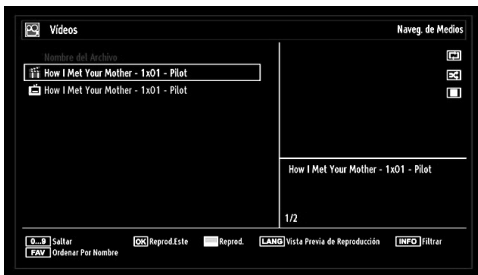 Vídeos
Naveg. de Medios
Nombre del Archivo
How I Met Your Mother - 1x01 - Pilot
How I Met Your Mother - 1x01 - Pilot
How I Met Your Mother - 1x01 - Pilot
1/2
0...9 Saltar OK Reprod.Este Reprod. LANG Vista Previa de Reproducción INFO Filtrar
FAV Ordenar Por Nombre